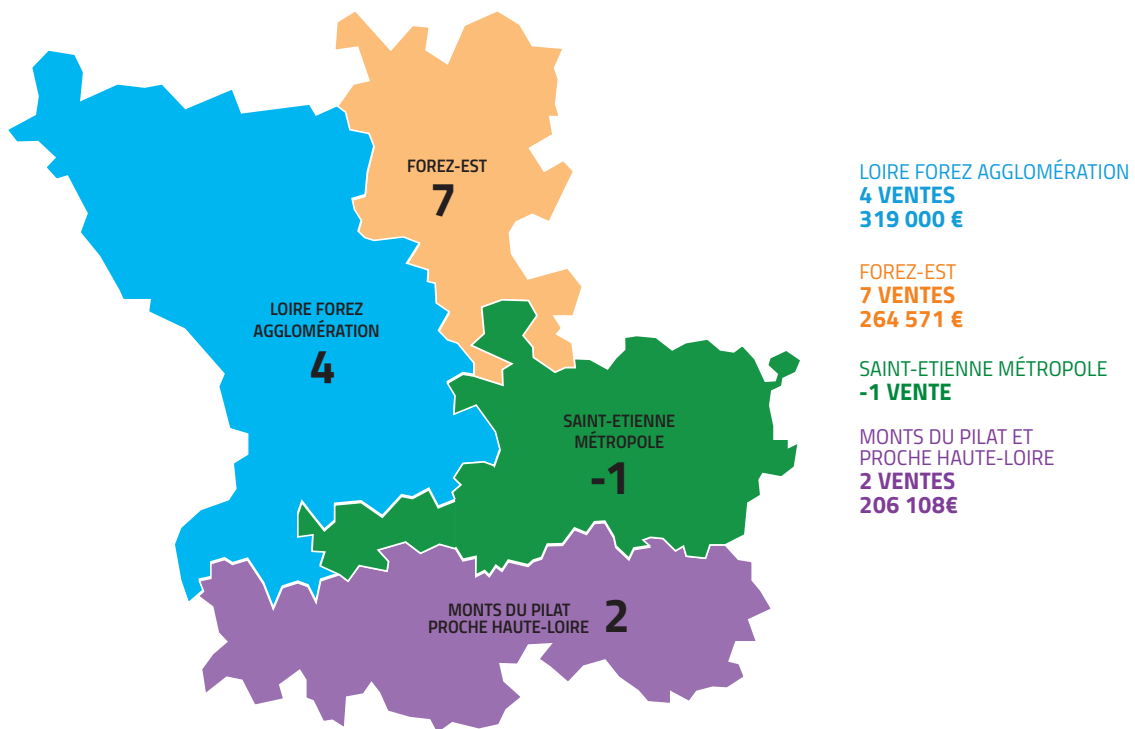 FOREZ-EST
7
LOIRE FOREZ
AGGLOMÉRATION
4
SAINT-ETIENNE
MÉTROPOLE
-1
MONTS DU PILAT
PROCHE HAUTE-LOIRE
2
LOIRE FOREZ AGGLOMÉRATION
4 VENTES
319 000 €
FOREZ-EST
7 VENTES
264 571 €
SAINT-ETIENNE MÉTROPOLE
-1 VENTE
MONTS DU PILAT ET
PROCHE HAUTE-LOIRE
2 VENTES
206 108€